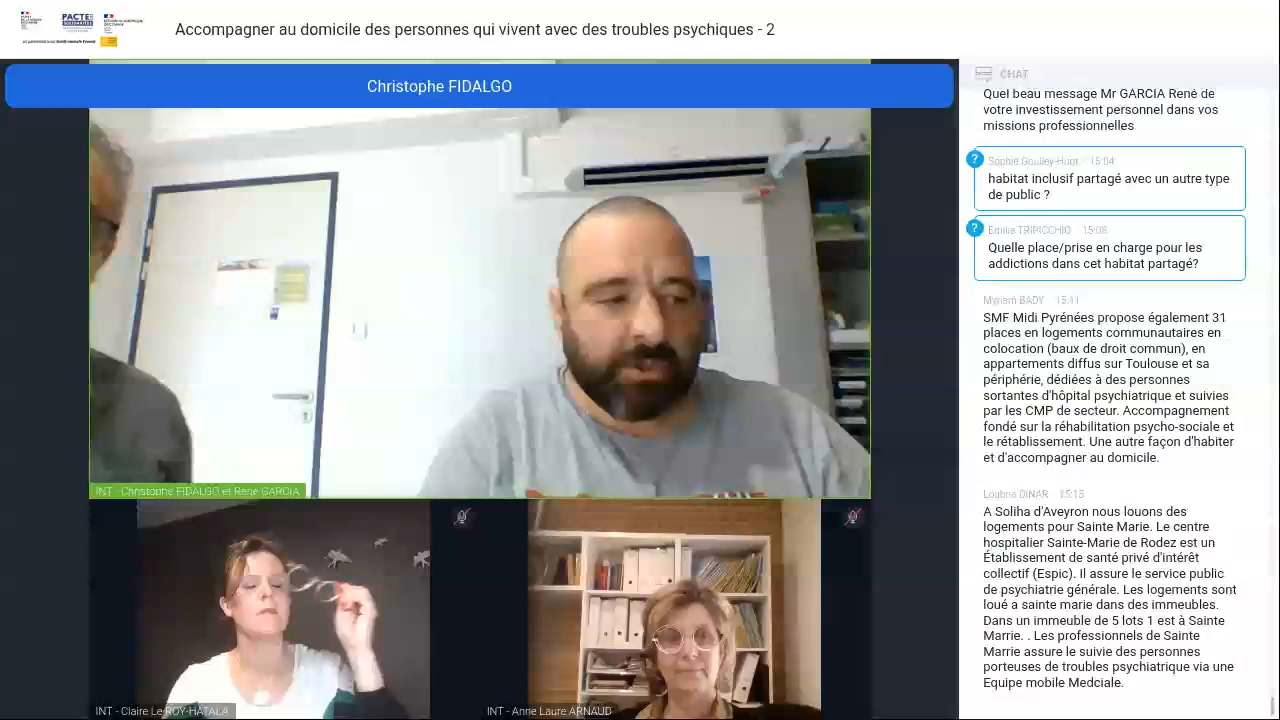 PACTE
SOLIDARITÉS
Accompagner au domicile des personnes vivant avec des troubles psychiques - 2
Christophe FIDALGO
INT - Christophe FIDALGO et René GARCIA
INT - Claire Le ROY-HATALA
INT - Anne Laure ARNAUD
CHAT
Quel beau message Mr GARCIA René de
votre investissement personnel dans vos
missions professionnelles
? Sophie Goulley-Huot 15:04
habitat inclusif partagé avec un autre type
de public ?
? Emilia TRIPICCHIO 15:08
Quelle place/prise en charge pour les
addictions dans cet habitat partagé?
Myriam BADY 15:11
SMF Midi Pyrénées propose également 31
places en logements communautaires en
colocation (baux de droit commun), en
appartements diffus sur Toulouse et sa
périphérie, dédiées à des personnes
sortantes d'hôpital psychiatrique et suivies
par les CMP de secteur. Accompagnement
fondé sur la réhabilitation psycho-sociale et
le rétablissement. Une autre façon d'habiter
et d'accompagner au domicile.
Loubna DINAR 15:15
A Soliha d'Aveyron nous louons des
logements pour Sainte Marie. Le centre
hospitalier Sainte-Marie de Rodez est un
Établissement de santé privé d'intérêt
collectif (Espic). Il assure le service public
de psychiatrie générale. Les logements sont
loué a sainte marie dans des immeubles.
Dans un immeuble de 5 lots 1 est à Sainte
Marrie. . Les professionnels de Sainte
Marrie assure le suivie des personnes
porteuses de troubles psychiatrique via une
Equipe mobile Médciale.